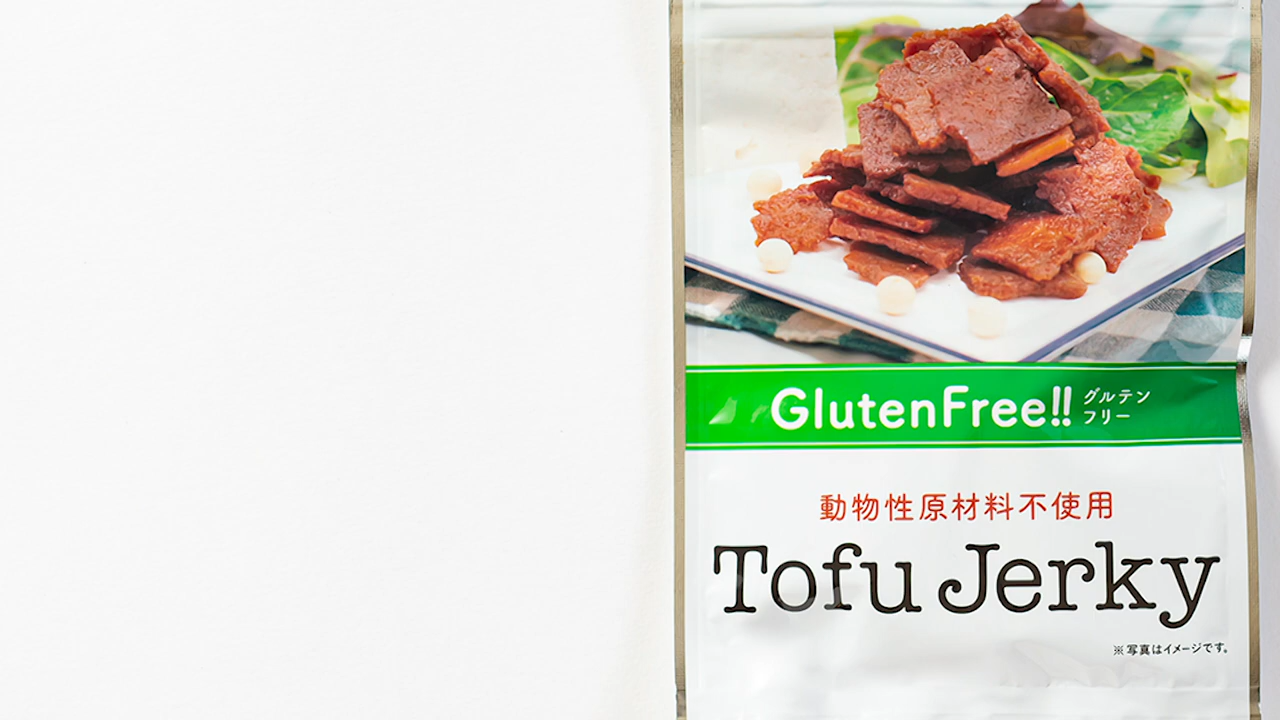 GlutenFree!!
グルテン
フリー
動物性原材料不使用
Tofu Jerky
※写真はイメージです。